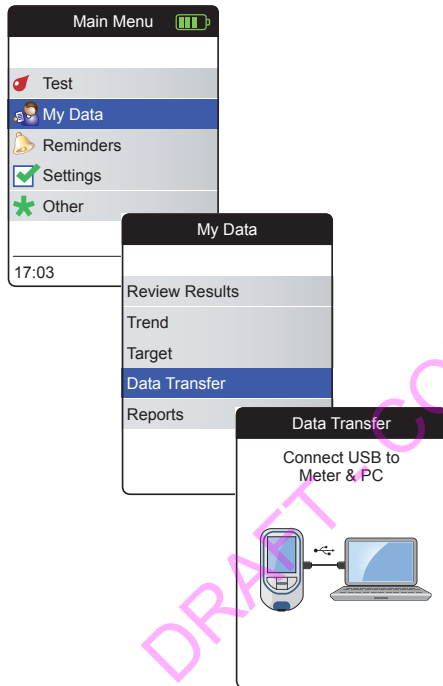 Main Menu
Test
My Data
Reminders
Settings
Other
17:03
My Data
Review Results
Trend
Target
Data Transfer
Reports
Data Transfer
Connect USB to
Meter & PC
DRAFT - CO